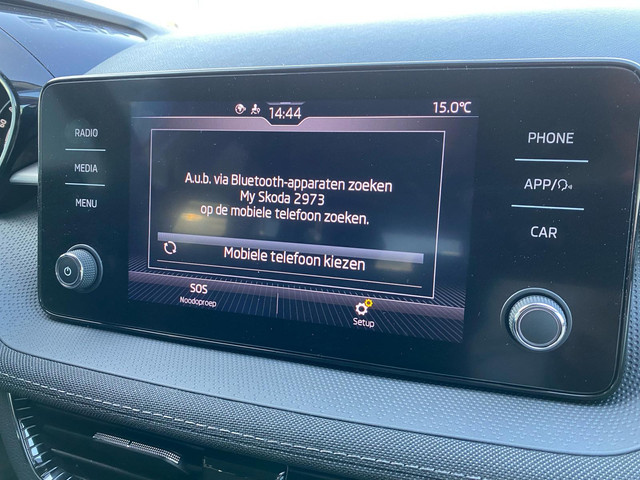 14:44
15.0°C
RADIO
MEDIA
MENU
A.u.b. via Bluetooth-apparaten zoeken
My Skoda 2973
op de mobiele telefoon zoeken.
Mobiele telefoon kiezen
SOS
Noodoproep
Setup
PHONE
APP/
CAR